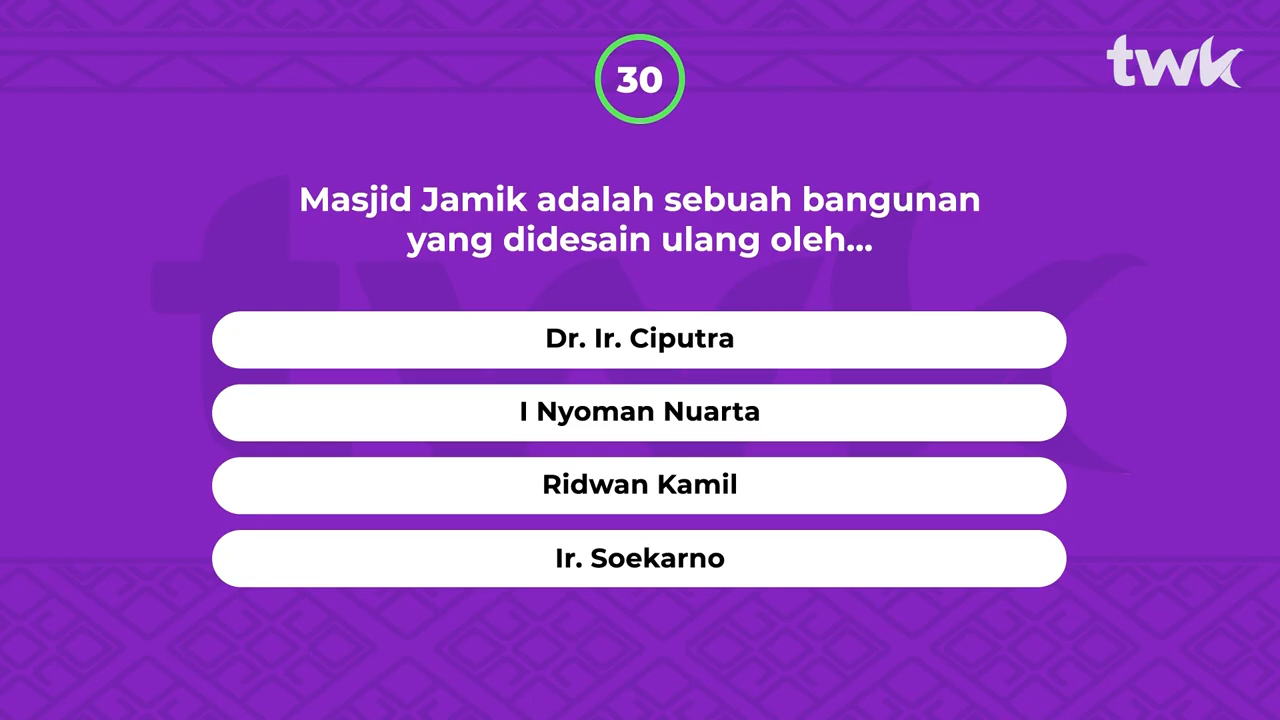 30
twk
Masjid Jamik adalah sebuah bangunan
yang didesain ulang oleh...
Dr. Ir. Ciputra
I Nyoman Nuarta
Ridwan Kamil
Ir. Soekarno